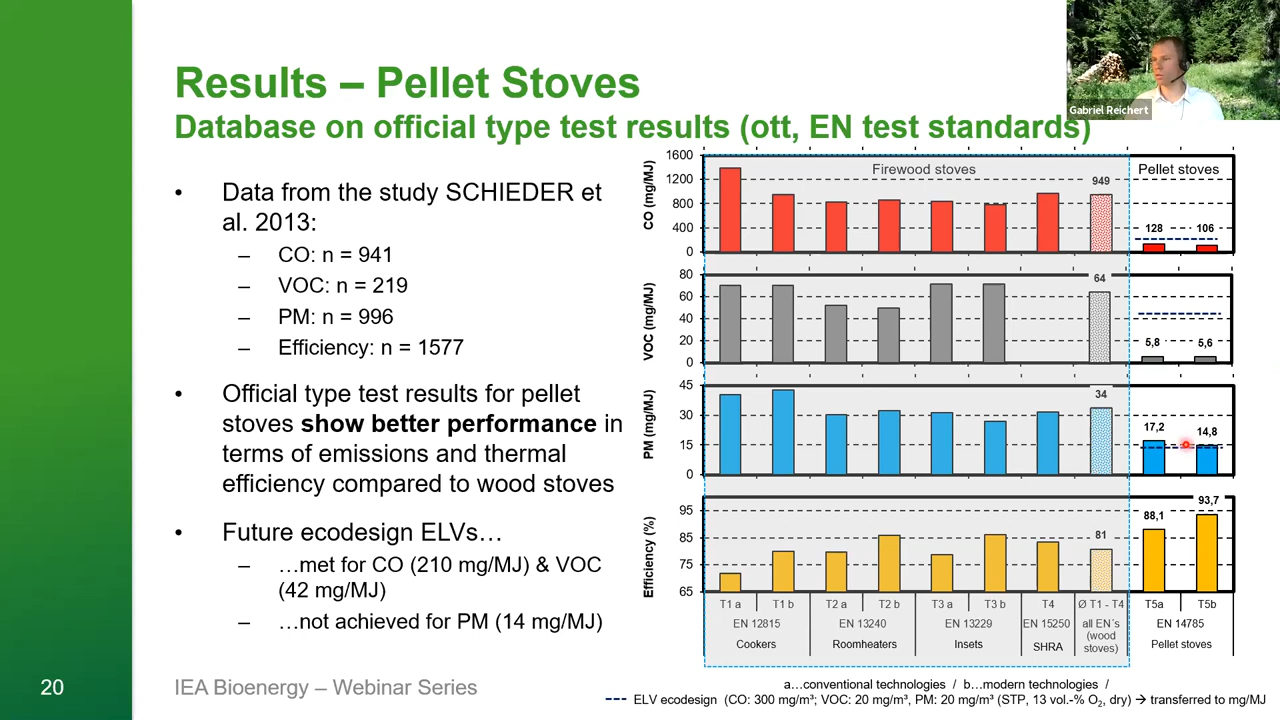 Results – Pellet Stoves
Database on official type test results (ott, EN test standards)
Gabriel Reichert
• Data from the study SCHIEDER et
al. 2013:
– CO: n = 941
– VOC: n = 219
– PM: n = 996
– Efficiency: n = 1577
• Official type test results for pellet
stoves show better performance in
terms of emissions and thermal
efficiency compared to wood stoves
• Future ecodesign ELVs…
– …met for CO (210 mg/MJ) & VOC
(42 mg/MJ)
– …not achieved for PM (14 mg/MJ)
CO (mg/MJ)
1600
1200
800
400
0
Firewood stoves
Pellet stoves
949
128
106
VOC (mg/MJ)
80
60
40
20
0
64
5,8
5,6
PM (mg/MJ)
45
30
15
0
34
17,2
14,8
Efficiency (%)
95
85
75
65
81
88,1
93,7
T1 a T1 b T2 a T2 b T3 a T3 b T4 Ø T1 - T4 T5a T5b
EN 12815 EN 13240 EN 13229 EN 15250 all EN´s (wood stoves) EN 14785
Cookers Roomheaters Insets SHRA Pellet stoves
a…conventional technologies / b…modern technologies /
--- ELV ecodesign (CO: 300 mg/m³; VOC: 20 mg/m³, PM: 20 mg/m³ (STP, 13 vol.-% O₂, dry) → transferred to mg/MJ
20
IEA Bioenergy – Webinar Series